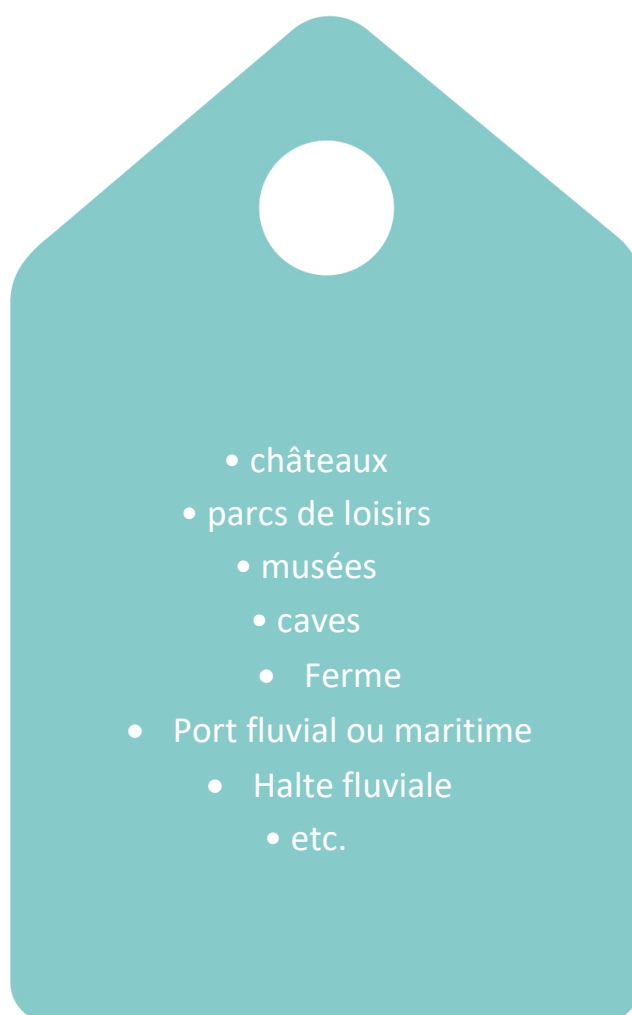 • châteaux
• parcs de loisirs
• musées
• caves
• Ferme
• Port fluvial ou maritime
• Halte fluviale
• etc.